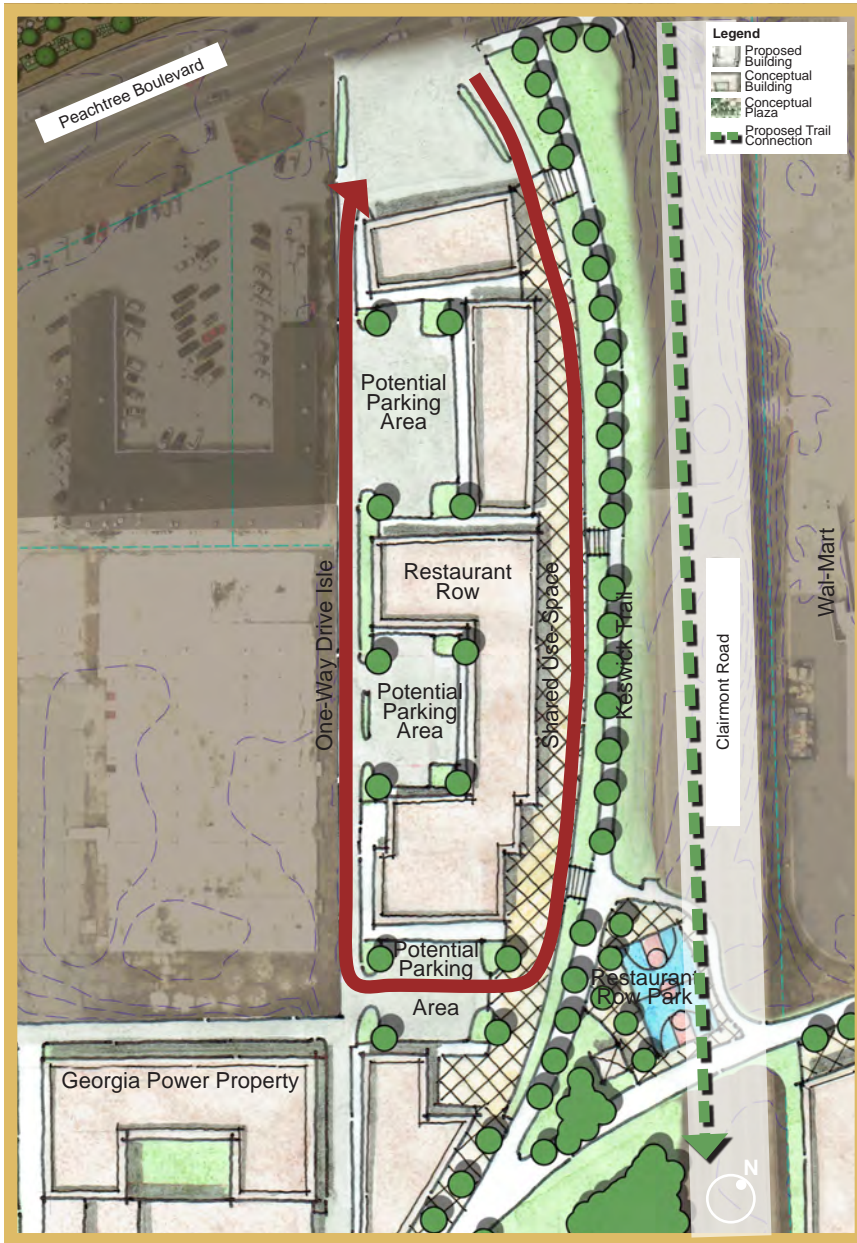 Legend
Proposed
Building
Conceptual
Building
Conceptual
Plaza
Proposed Trail
Connection
Peachtree Boulevard
Potential
Parking
Area
Restaurant
Row
One-Way Drive Isle
Shared Use-Space
Keswick Trail
Clairmont Road
Wal-Mart
Potential
Parking
Area
Potential
Parking
Area
Restaurant
Row Park
Georgia Power Property
N